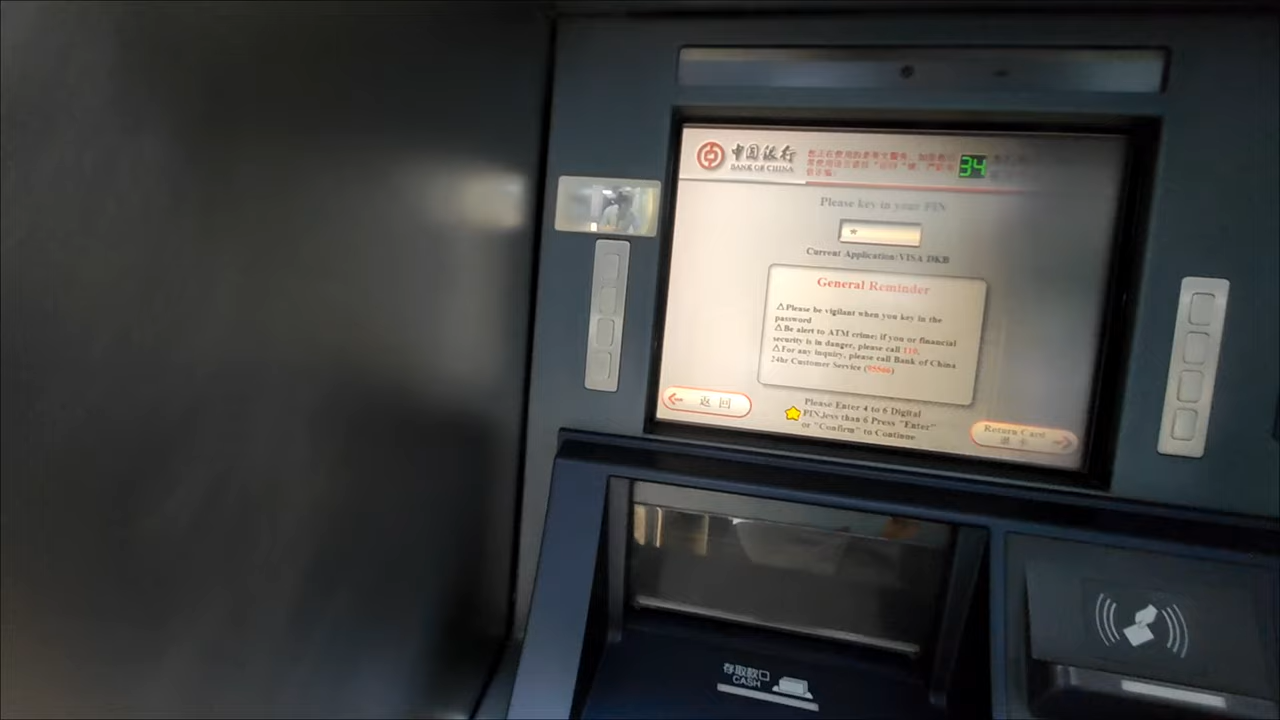 中国银行
BANK OF CHINA
34
Please key in your PIN
*
Current Application:VISA DKB
General Reminder
⚠Please be vigilant when you key in the
password
⚠Be alert to ATM crime; if you or financial
security is in danger, please call 110.
⚠For any inquiry, please call Bank of China
24hr Customer Service (95566)
返 回
Please Enter 4 to 6 Digital
PIN,less than 6 Press "Enter"
or "Confirm" to Continue
Return Card
退 卡
存取款口
CASH